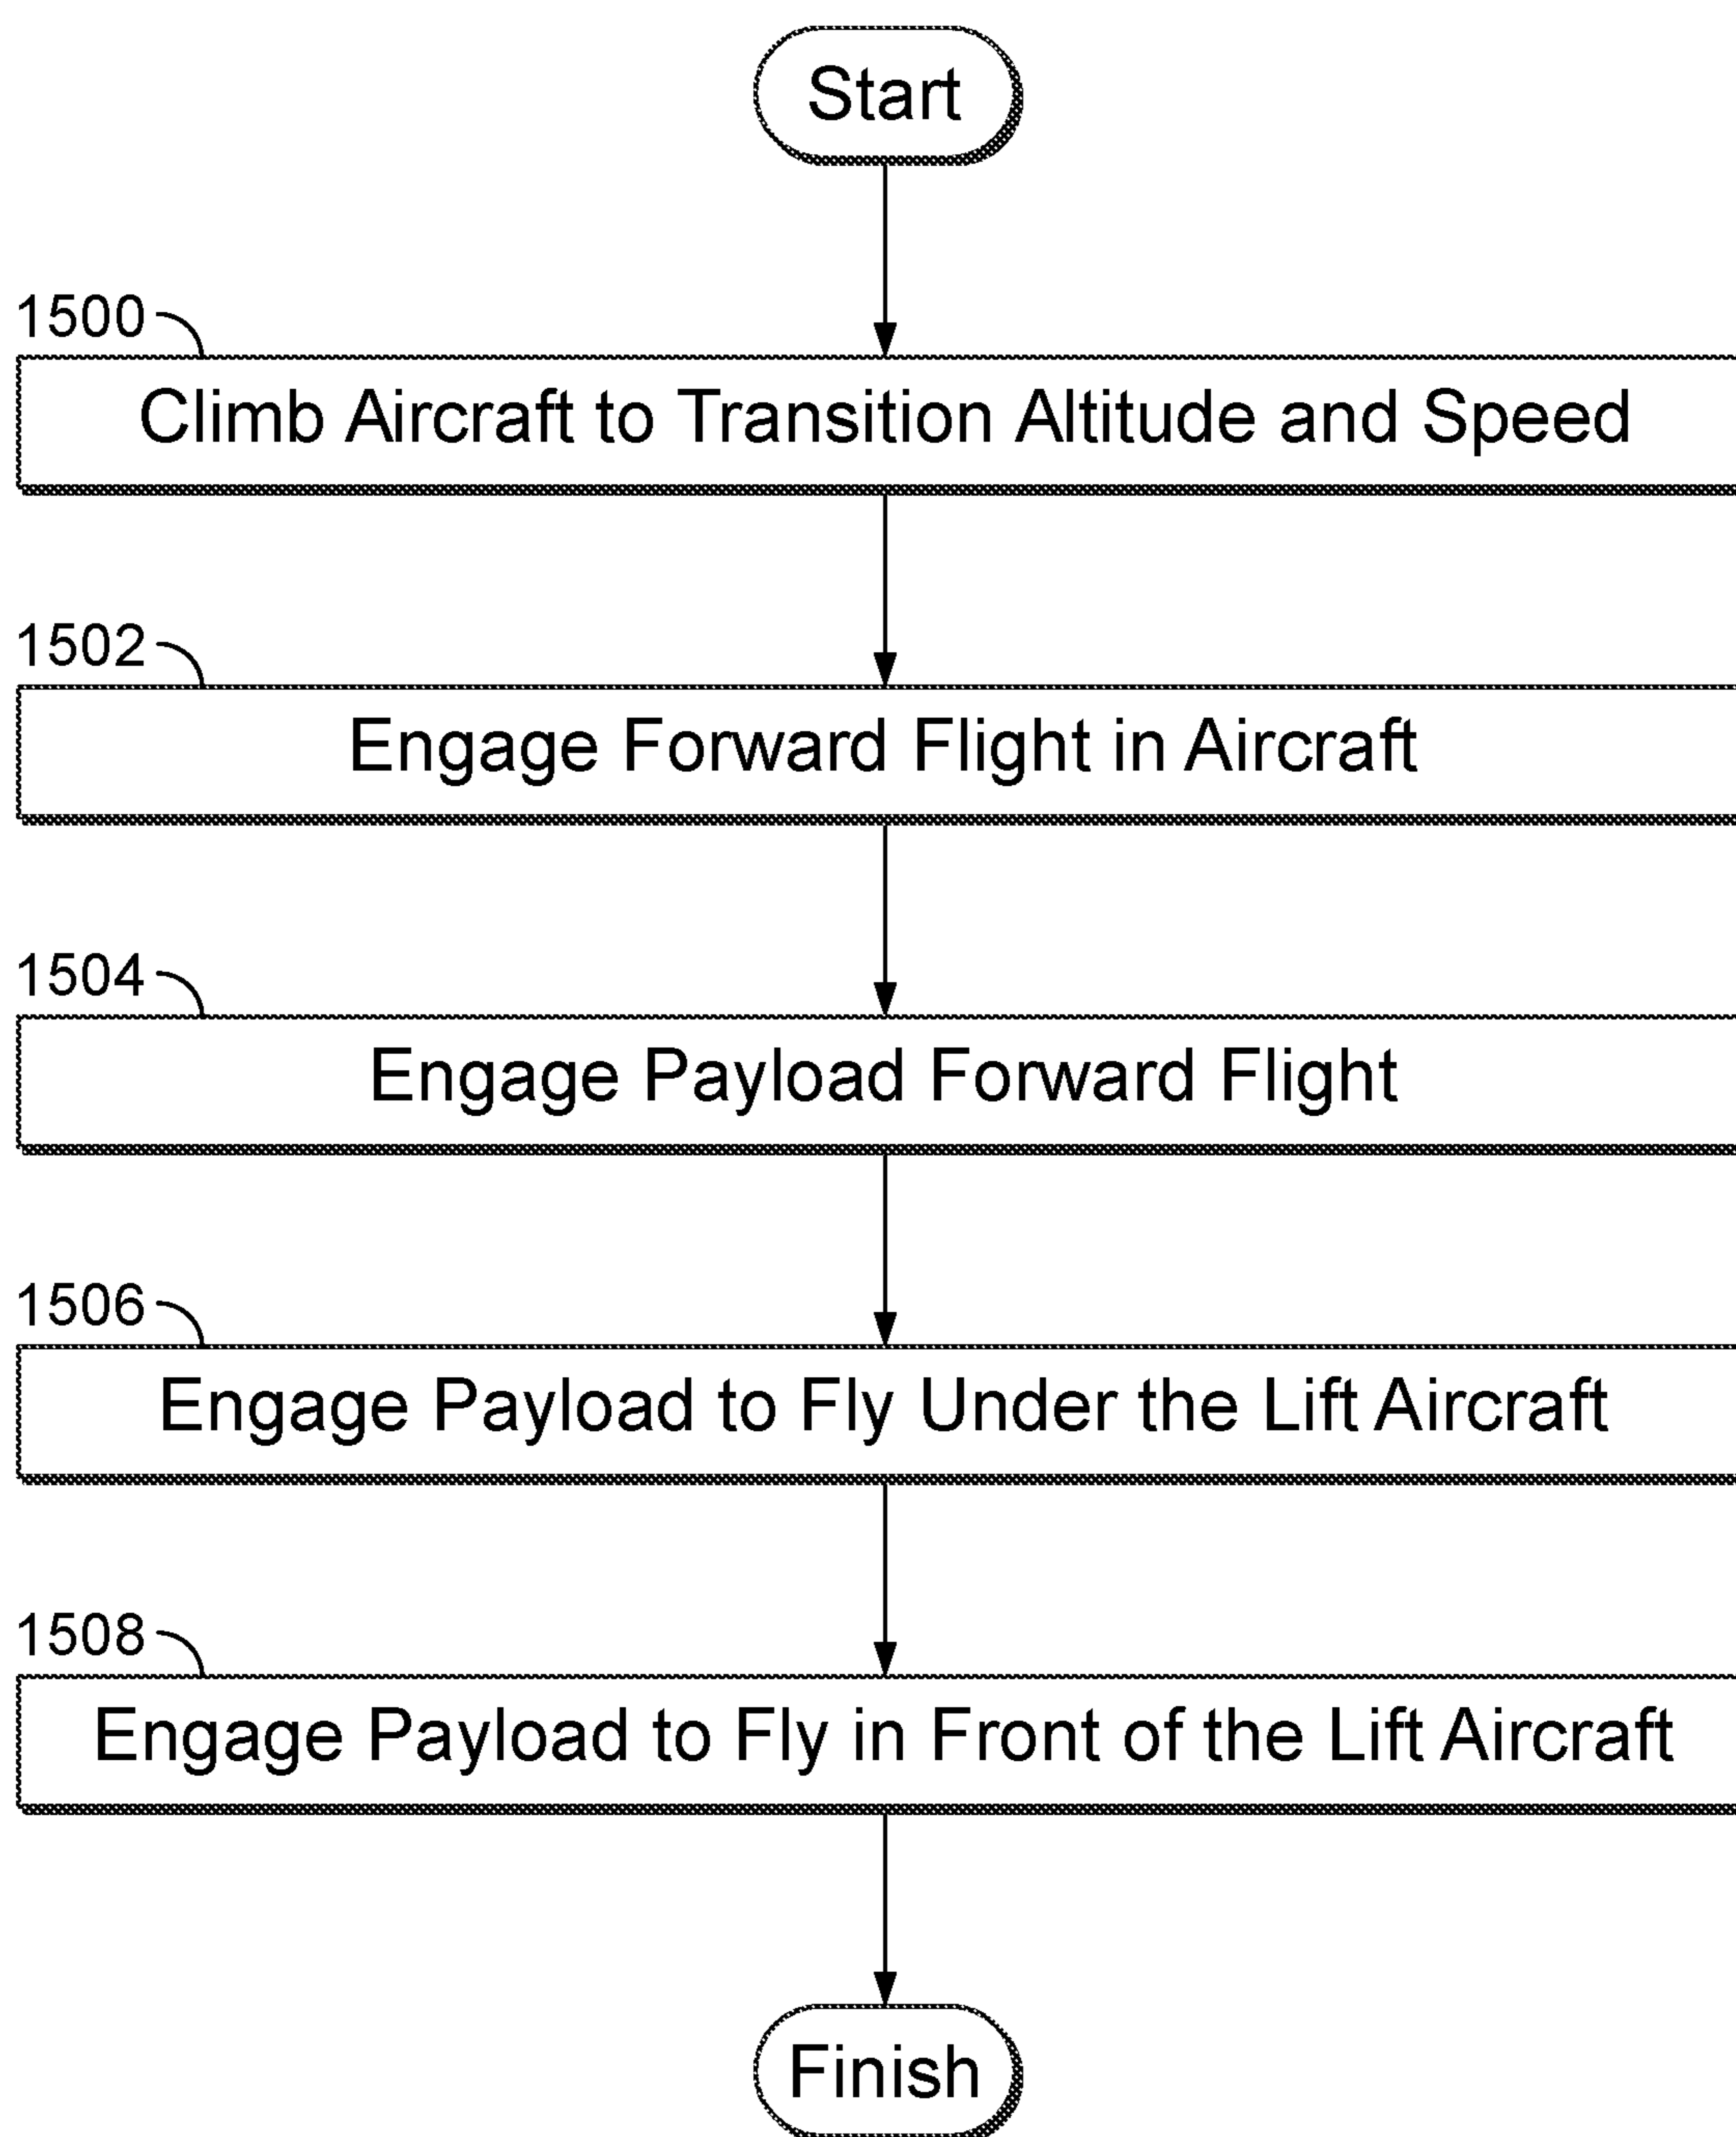 Start
1500
Climb Aircraft to Transition Altitude and Speed
1502
Engage Forward Flight in Aircraft
1504
Engage Payload Forward Flight
1506
Engage Payload to Fly Under the Lift Aircraft
1508
Engage Payload to Fly in Front of the Lift Aircraft
Finish